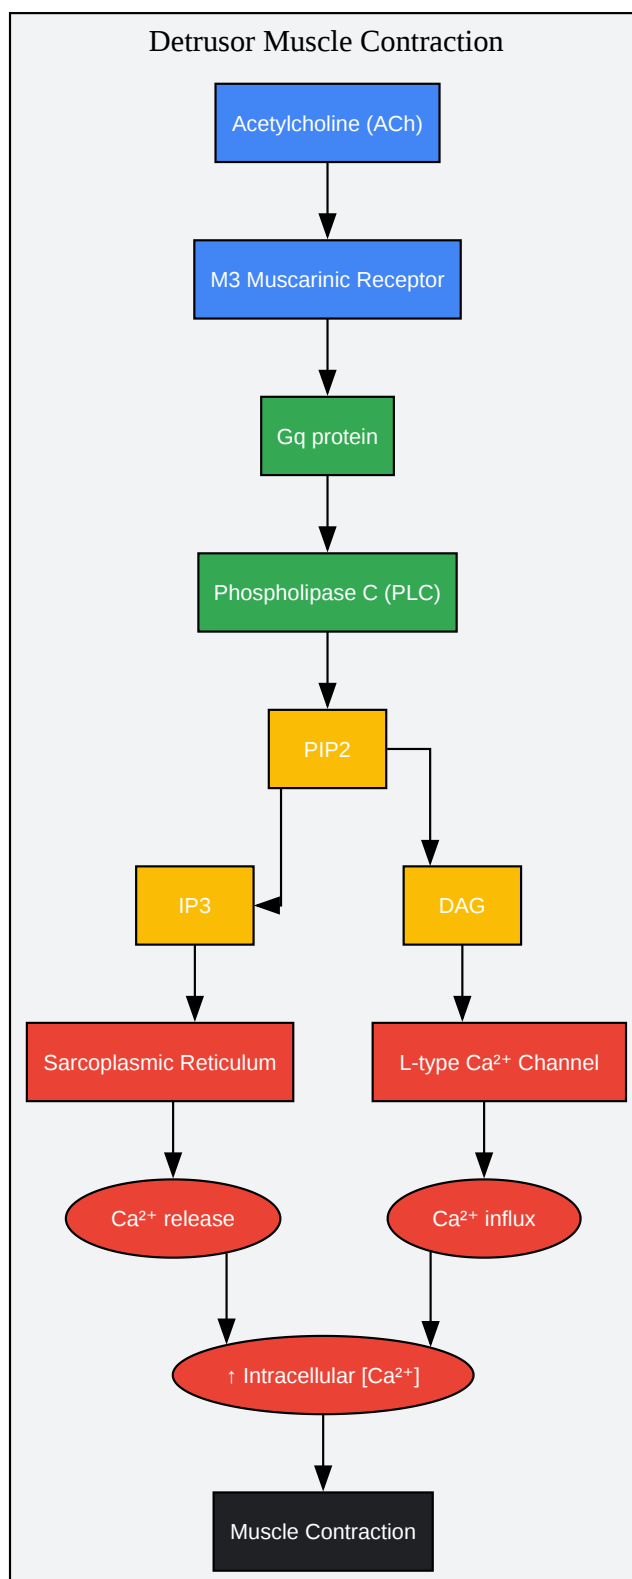 Detrusor Muscle Contraction
Acetylcholine (ACh)
M3 Muscarinic Receptor
Gq protein
Phospholipase C (PLC)
PIP2
IP3
DAG
Sarcoplasmic Reticulum
L-type Ca²⁺ Channel
Ca²⁺ release
Ca²⁺ influx
↑ Intracellular [Ca²⁺]
Muscle Contraction